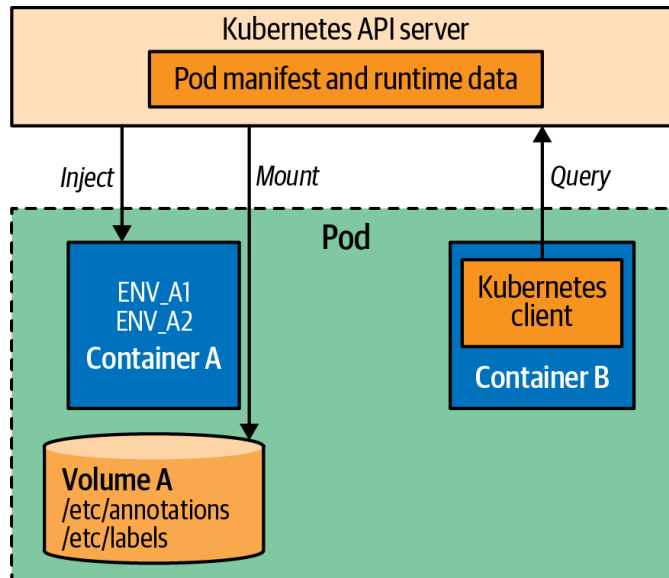 Kubernetes API server
Pod manifest and runtime data
Inject
Mount
Query
Pod
ENV_A1
ENV_A2
Container A
Kubernetes
client
Container B
Volume A
/etc/annotations
/etc/labels